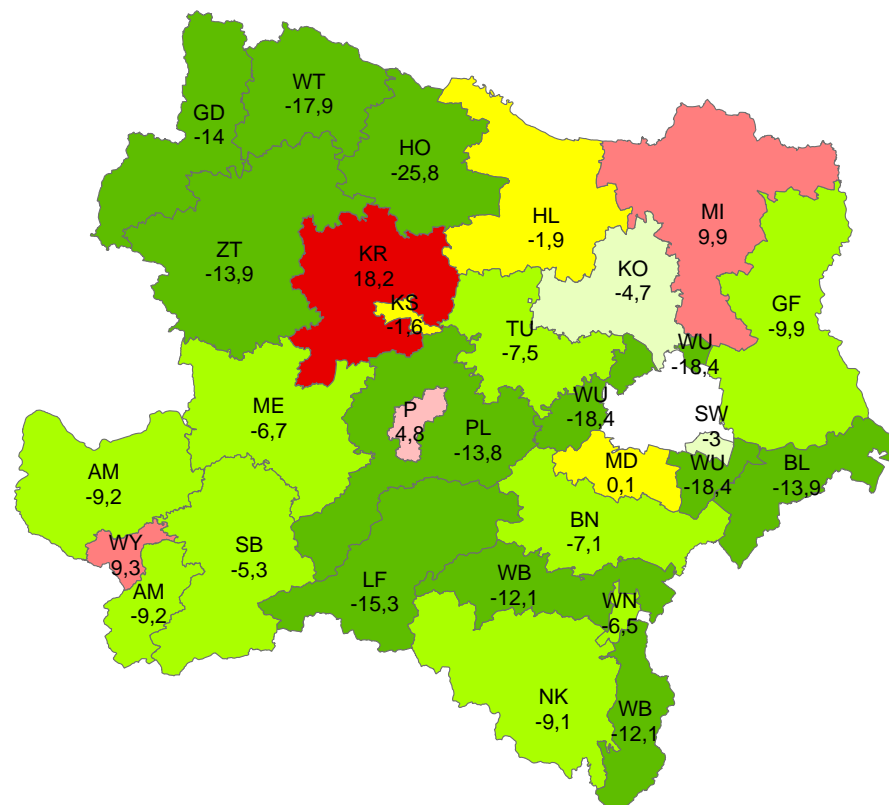 WT
-17,9
GD
-14
HO
-25,8
HL
-1,9
MI
9,9
ZT
-13,9
KR
18,2
KO
-4,7
KS
-1,6
GF
-9,9
TU
-7,5
WU
-18,4
ME
-6,7
P
4,8
PL
-13,8
WU
-18,4
SW
-3
AM
-9,2
MD
0,1
WU
-18,4
BL
-13,9
WY
9,3
SB
-5,3
BN
-7,1
AM
-9,2
LF
-15,3
WB
-12,1
WN
-6,5
NK
-9,1
WB
-12,1